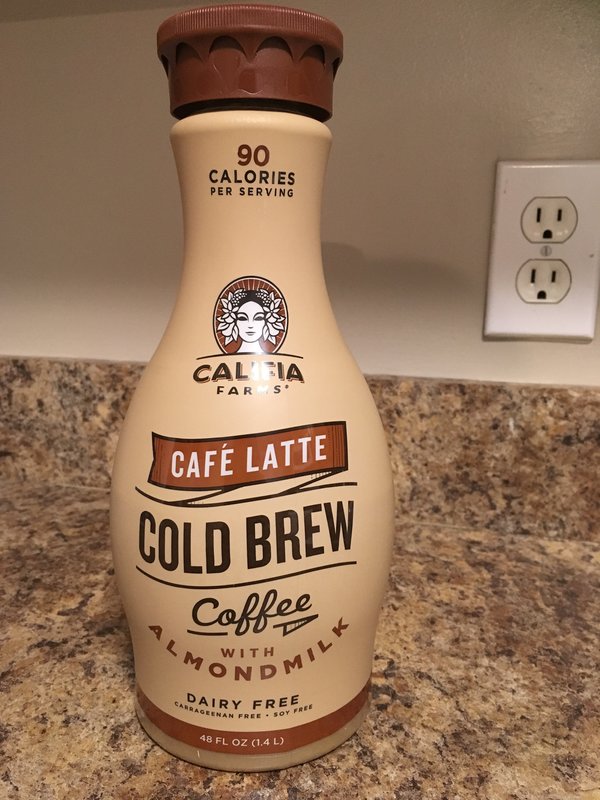 90
CALORIES
PER SERVING
CALIFIA
FARMS®
CAFÉ LATTE
COLD BREW
Coffee
WITH
ALMONDMILK
DAIRY FREE
CARRAGEENAN FREE • SOY FREE
48 FL OZ (1.4 L)